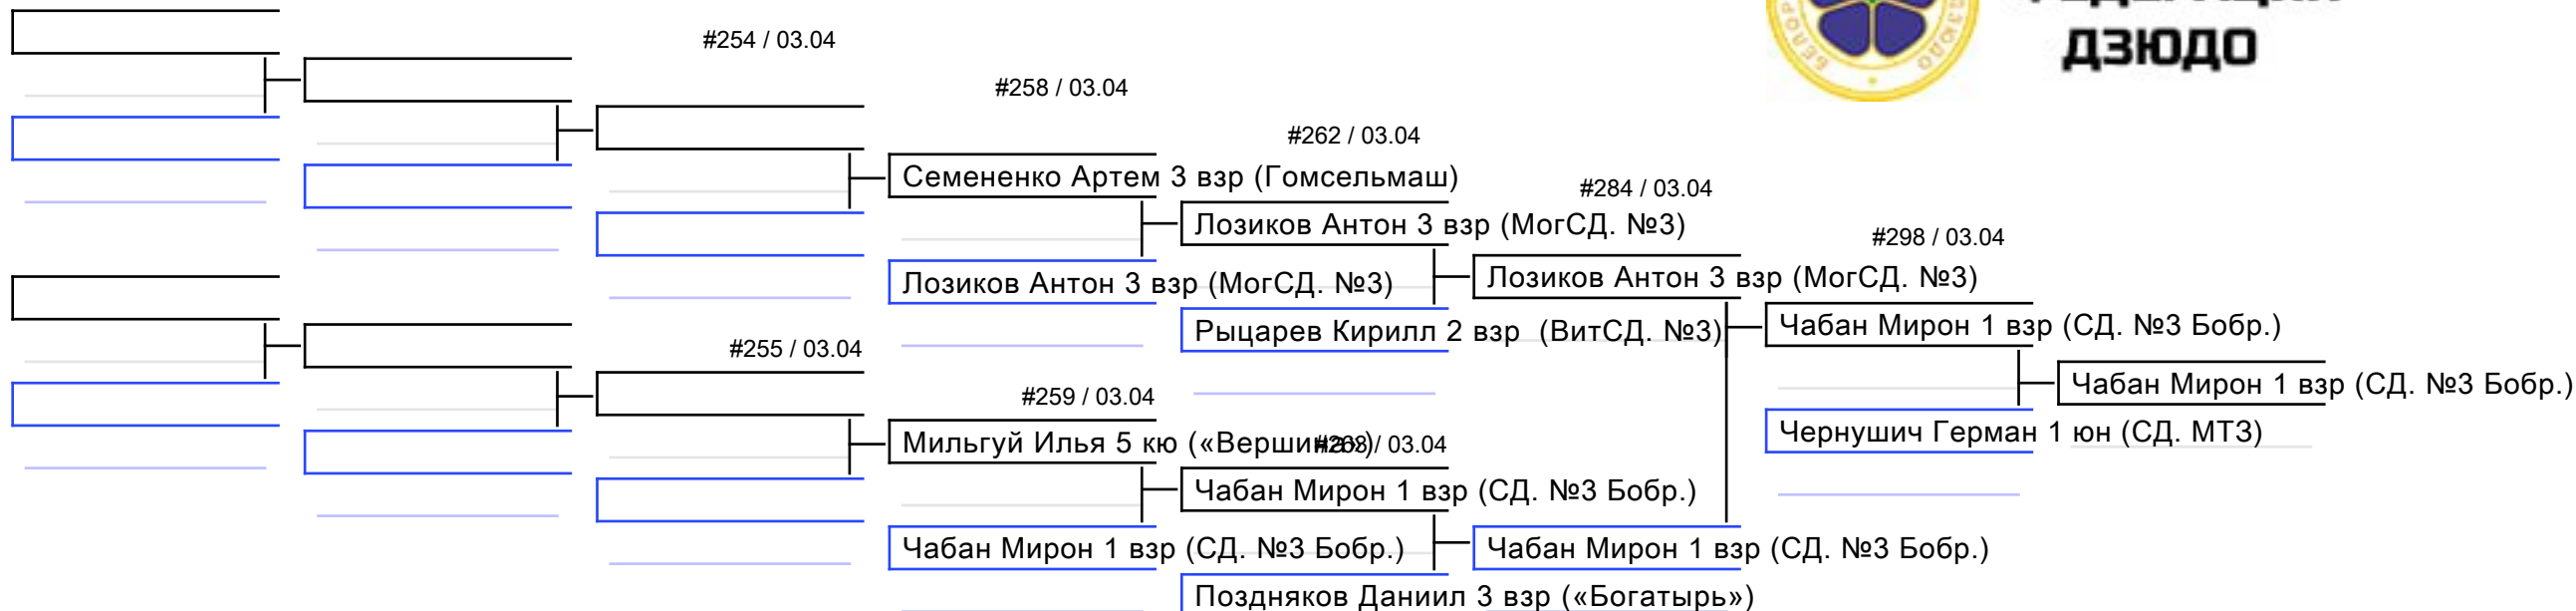 ДЗЮДО
#254 / 03.04
#258 / 03.04
#262 / 03.04
Семененко Артем 3 взр (Гомсельмаш)
#284 / 03.04
Лозиков Антон 3 взр (МогСД. №3)
#298 / 03.04
Лозиков Антон 3 взр (МогСД. №3)
Лозиков Антон 3 взр (МогСД. №3)
Рыцарев Кирилл 2 взр (ВитСД. №3)
Чабан Мирон 1 взр (СД. №3 Бобр.)
#255 / 03.04
Чабан Мирон 1 взр (СД. №3 Бобр.)
#259 / 03.04
Чернушич Герман 1 юн (СД. МТЗ)
Мильгуй Илья 5 кю («Вершина»)
/ 03.04
Чабан Мирон 1 взр (СД. №3 Бобр.)
Чабан Мирон 1 взр (СД. №3 Бобр.)
Чабан Мирон 1 взр (СД. №3 Бобр.)
Поздняков Даниил 3 взр («Богатырь»)